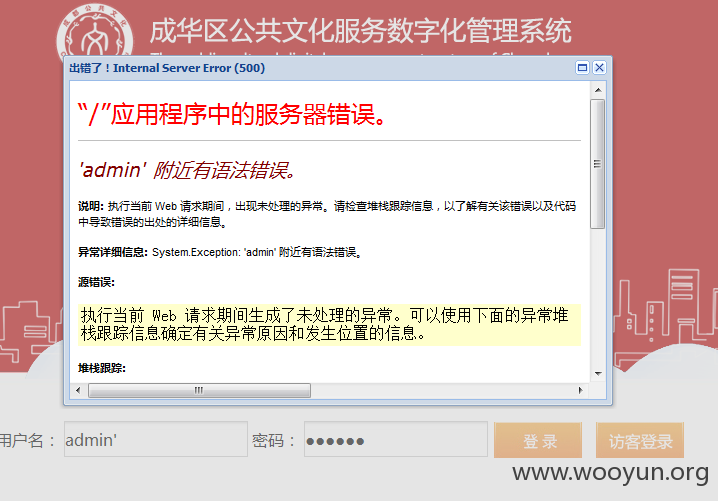 成华区公共文化服务数字化管理系统
出错了！Internal Server Error (500)
“/”应用程序中的服务器错误。
'admin' 附近有语法错误。
说明: 执行当前 Web 请求期间，出现未处理的异常。请检查堆栈跟踪信息，以了解有关该错误以及代码
中导致错误的出处的详细信息。
异常详细信息: System.Exception: 'admin' 附近有语法错误。
源错误:
执行当前 Web 请求期间生成了未处理的异常。可以使用下面的异常堆
栈跟踪信息确定有关异常原因和发生位置的信息。
堆栈跟踪:
用户名： admin' 密码： ●●●●●● 登 录 访客登录
www.wooyun.org